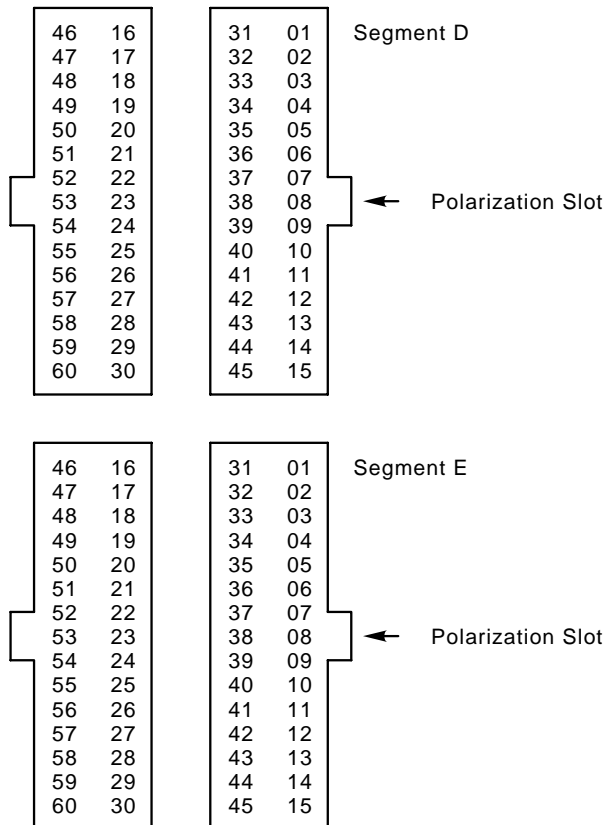 46 16 31 01 Segment D
47 17 32 02
48 18 33 03
49 19 34 04
50 20 35 05
51 21 36 06
52 22 37 07
53 23 38 08 Polarization Slot
54 24 39 09
55 25 40 10
56 26 41 11
57 27 42 12
58 28 43 13
59 29 44 14
60 30 45 15
46 16 31 01 Segment E
47 17 32 02
48 18 33 03
49 19 34 04
50 20 35 05
51 21 36 06
52 22 37 07
53 23 38 08 Polarization Slot
54 24 39 09
55 25 40 10
56 26 41 11
57 27 42 12
58 28 43 13
59 29 44 14
60 30 45 15